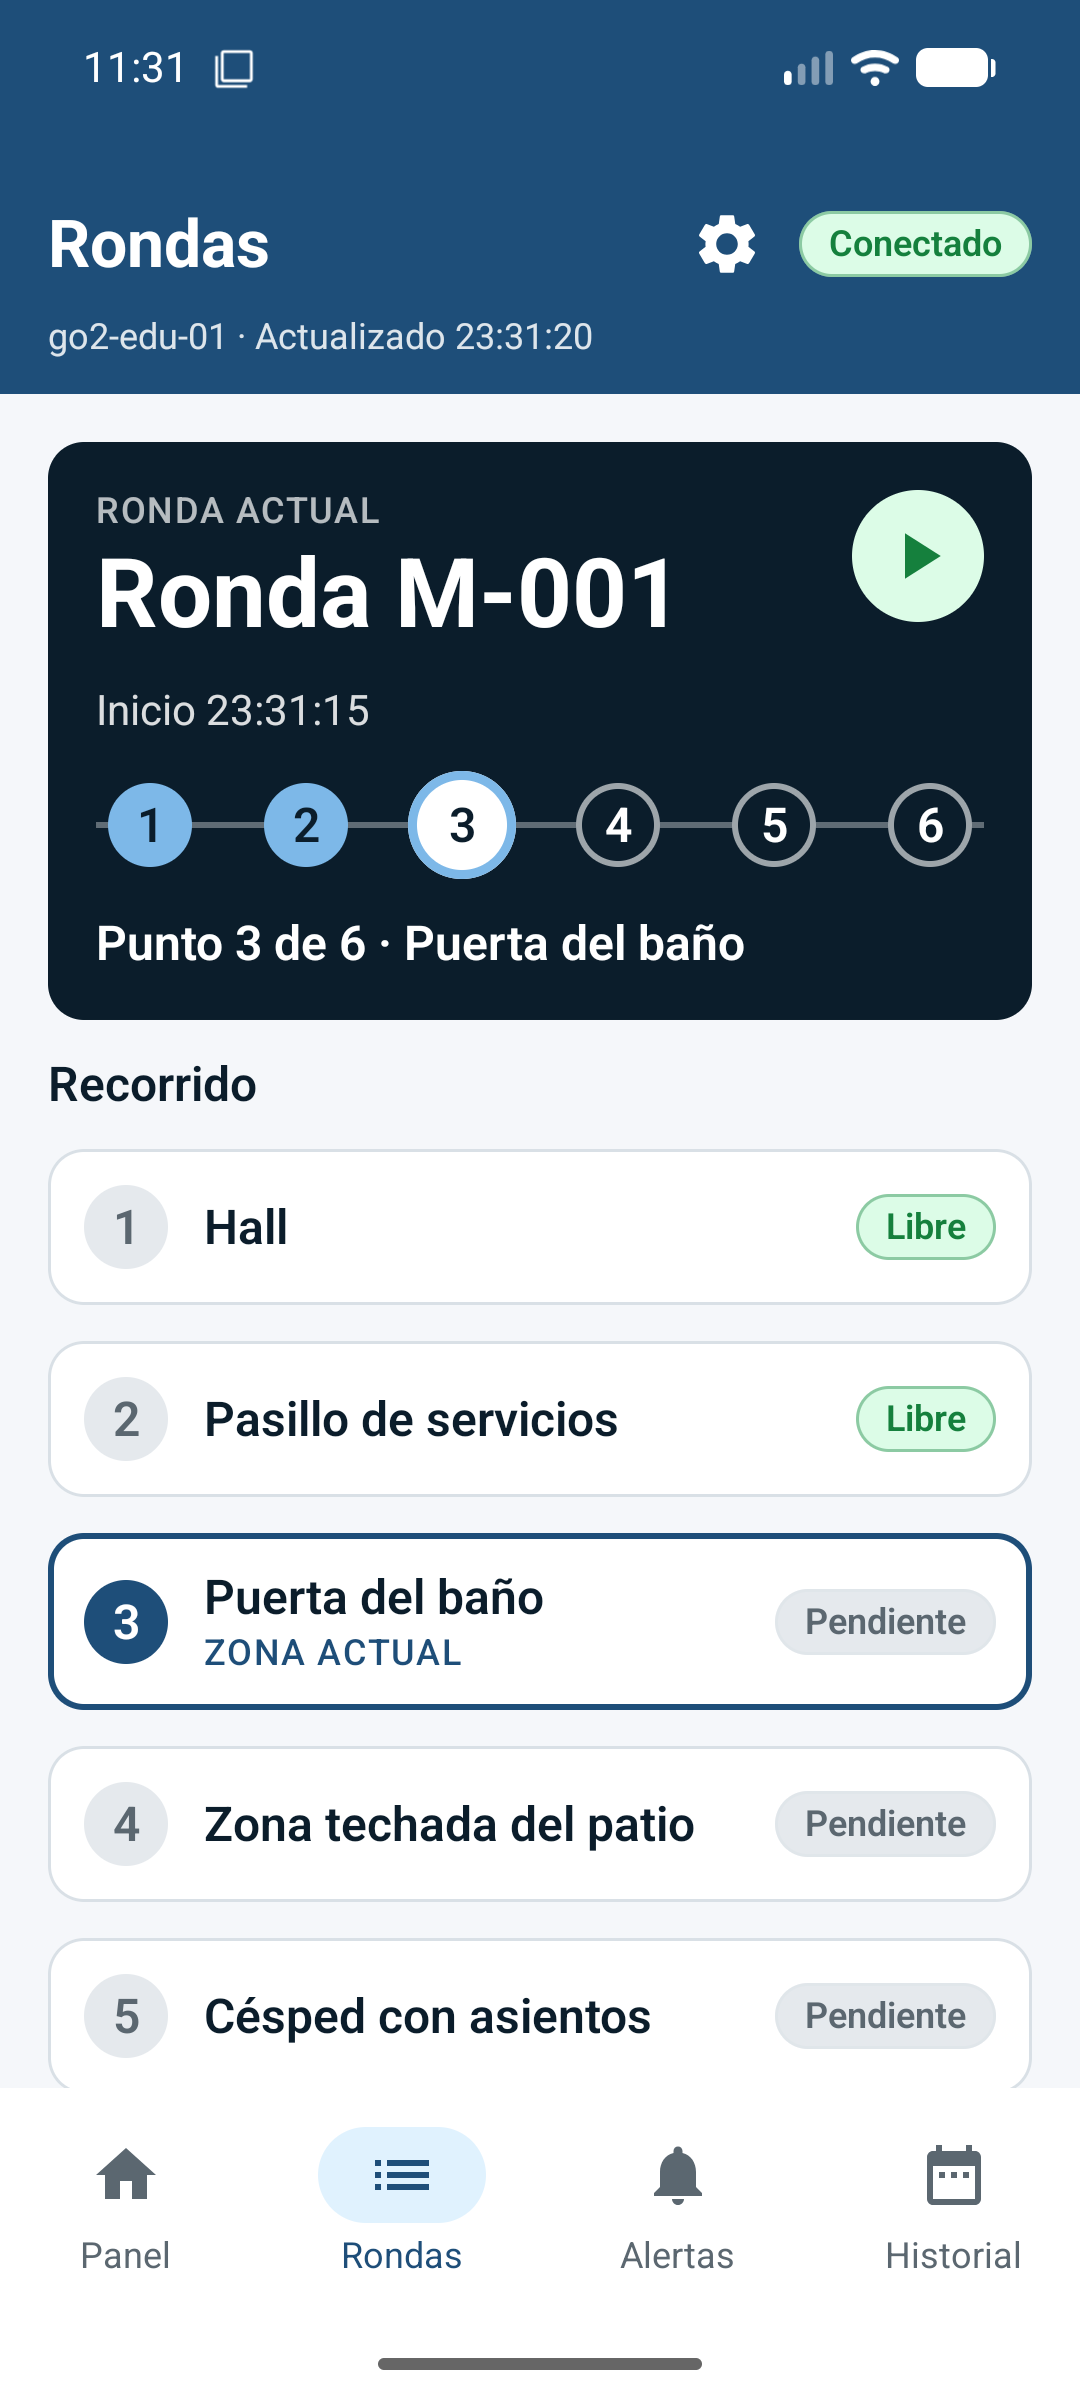 11:31
Rondas
Conectado
go2-edu-01 · Actualizado 23:31:20
RONDA ACTUAL
Ronda M-001
Inicio 23:31:15
1 2 3 4 5 6
Punto 3 de 6 · Puerta del baño
Recorrido
1 Hall Libre
2 Pasillo de servicios Libre
3 Puerta del baño Pendiente
ZONA ACTUAL
4 Zona techada del patio Pendiente
5 Césped con asientos Pendiente
Panel Rondas Alertas Historial